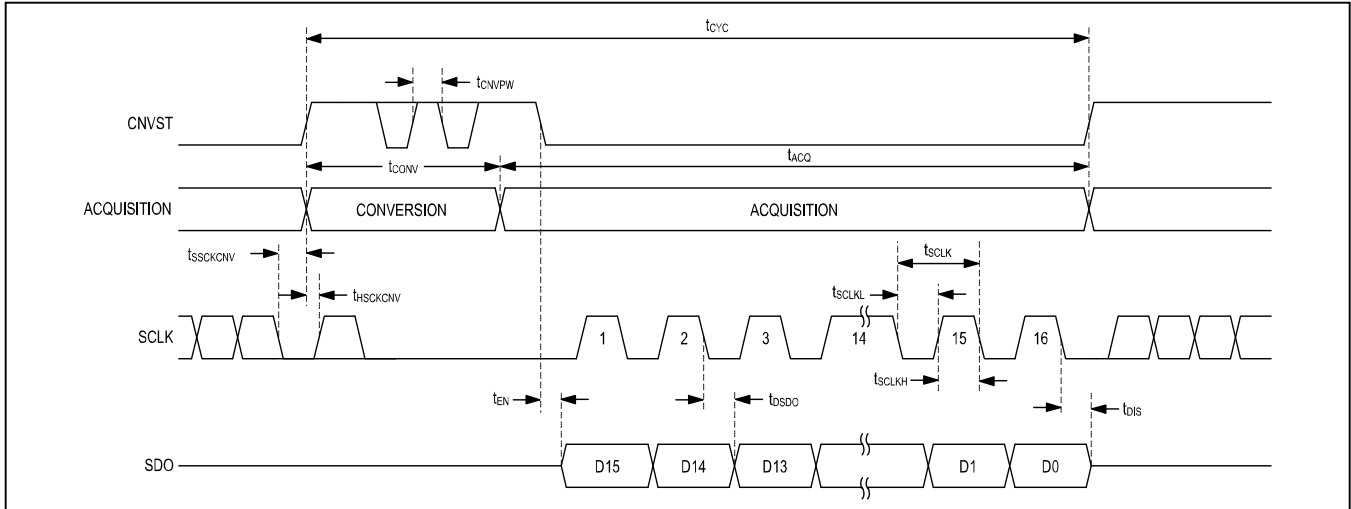 tCYC
tCNVPW
CNVST
tCONV
tACQ
ACQUISITION
CONVERSION
ACQUISITION
tSSCKCNV
tHSCKCNV
tSCLK
tSCLKL
SCLK
1
2
3
14
15
16
tSCLKH
tEN
tDSDO
tDIS
SDO
D15
D14
D13
D1
D0